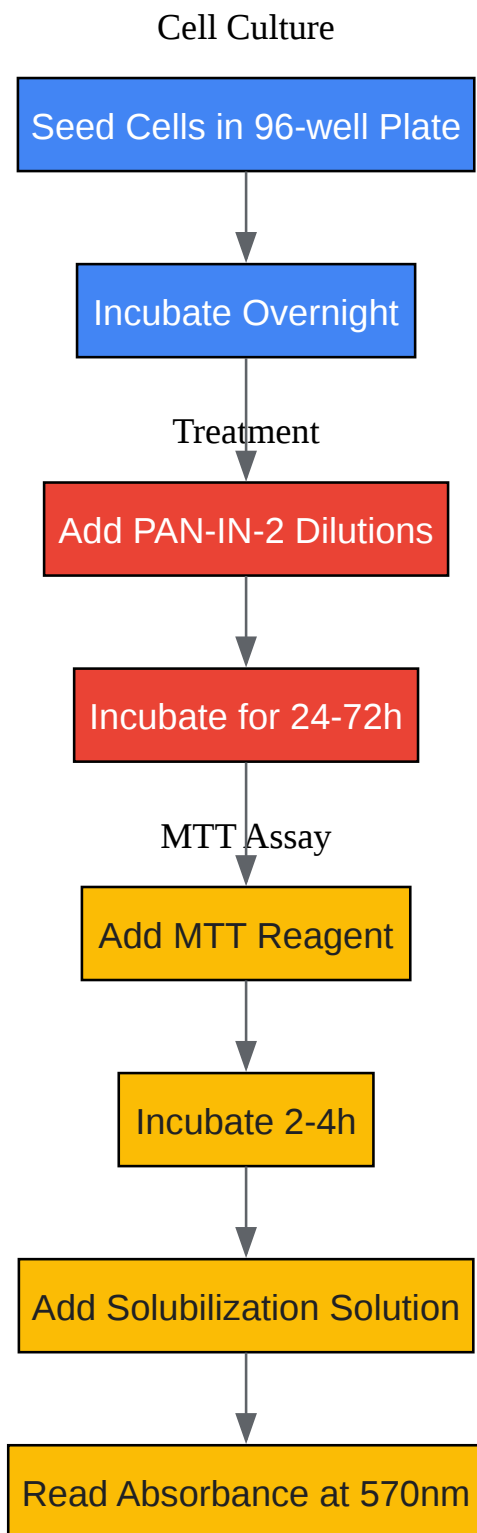 Cell Culture
Seed Cells in 96-well Plate
Incubate Overnight
Treatment
Add PAN-IN-2 Dilutions
Incubate for 24-72h
MTT Assay
Add MTT Reagent
Incubate 2-4h
Add Solubilization Solution
Read Absorbance at 570nm